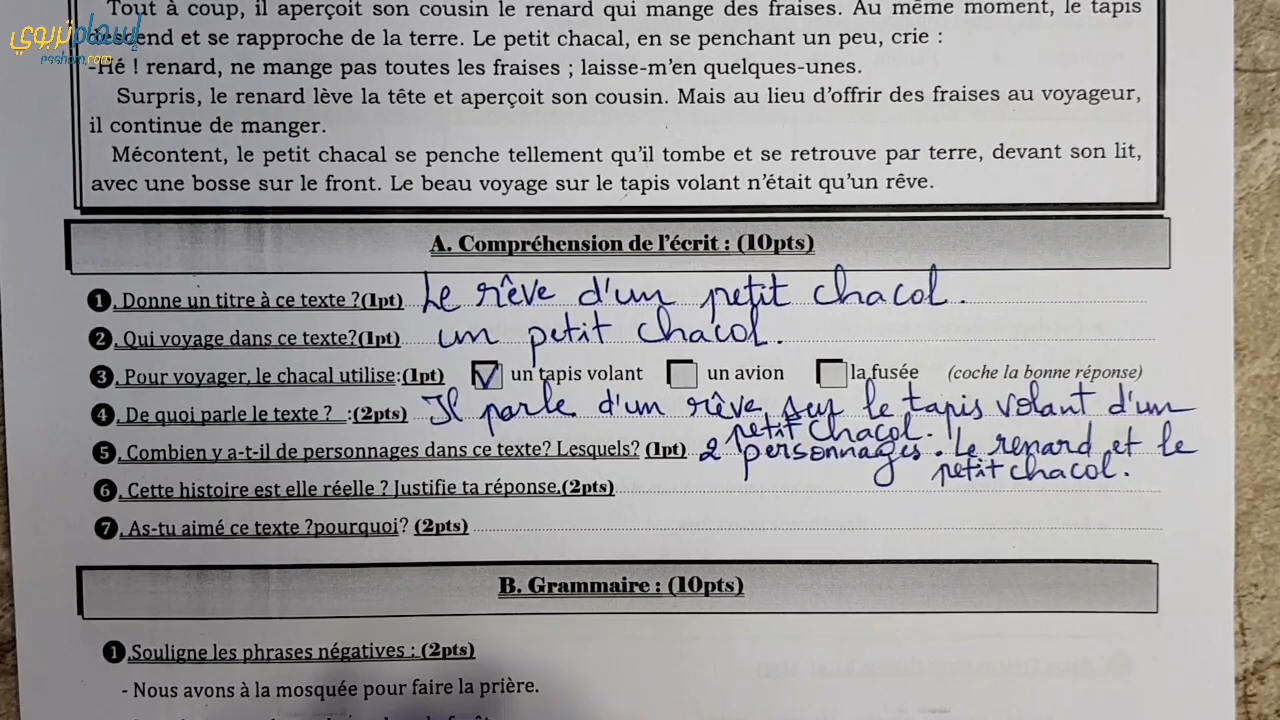 Tout à coup, il aperçoit son cousin le renard qui mange des fraises. Au même moment, le tapis
إسهام تربوي
descend et se rapproche de la terre. Le petit chacal, en se penchant un peu, crie :
essham.com
-Hé ! renard, ne mange pas toutes les fraises ; laisse-m'en quelques-unes.
Surpris, le renard lève la tête et aperçoit son cousin. Mais au lieu d'offrir des fraises au voyageur,
il continue de manger.
Mécontent, le petit chacal se penche tellement qu'il tombe et se retrouve par terre, devant son lit,
avec une bosse sur le front. Le beau voyage sur le tapis volant n'était qu'un rêve.
A. Compréhension de l'écrit : (10pts)
1. Donne un titre à ce texte ?(1pt) Le rêve d'un petit chacol.
2. Qui voyage dans ce texte?(1pt) un petit chacol.
3. Pour voyager, le chacal utilise:(1pt) un tapis volant un avion la fusée (coche la bonne réponse)
4. De quoi parle le texte ? :(2pts) Il parle d'un rêve sur le tapis volant d'un
petit chacol.
5. Combien y a-t-il de personnages dans ce texte? Lesquels? (1pt) 2 personnages. Le renard et le
petit chacol.
6. Cette histoire est elle réelle ? Justifie ta réponse.(2pts)
7. As-tu aimé ce texte ?pourquoi? (2pts)
B. Grammaire : (10pts)
1.Souligne les phrases négatives : (2pts)
- Nous avons à la mosquée pour faire la prière.